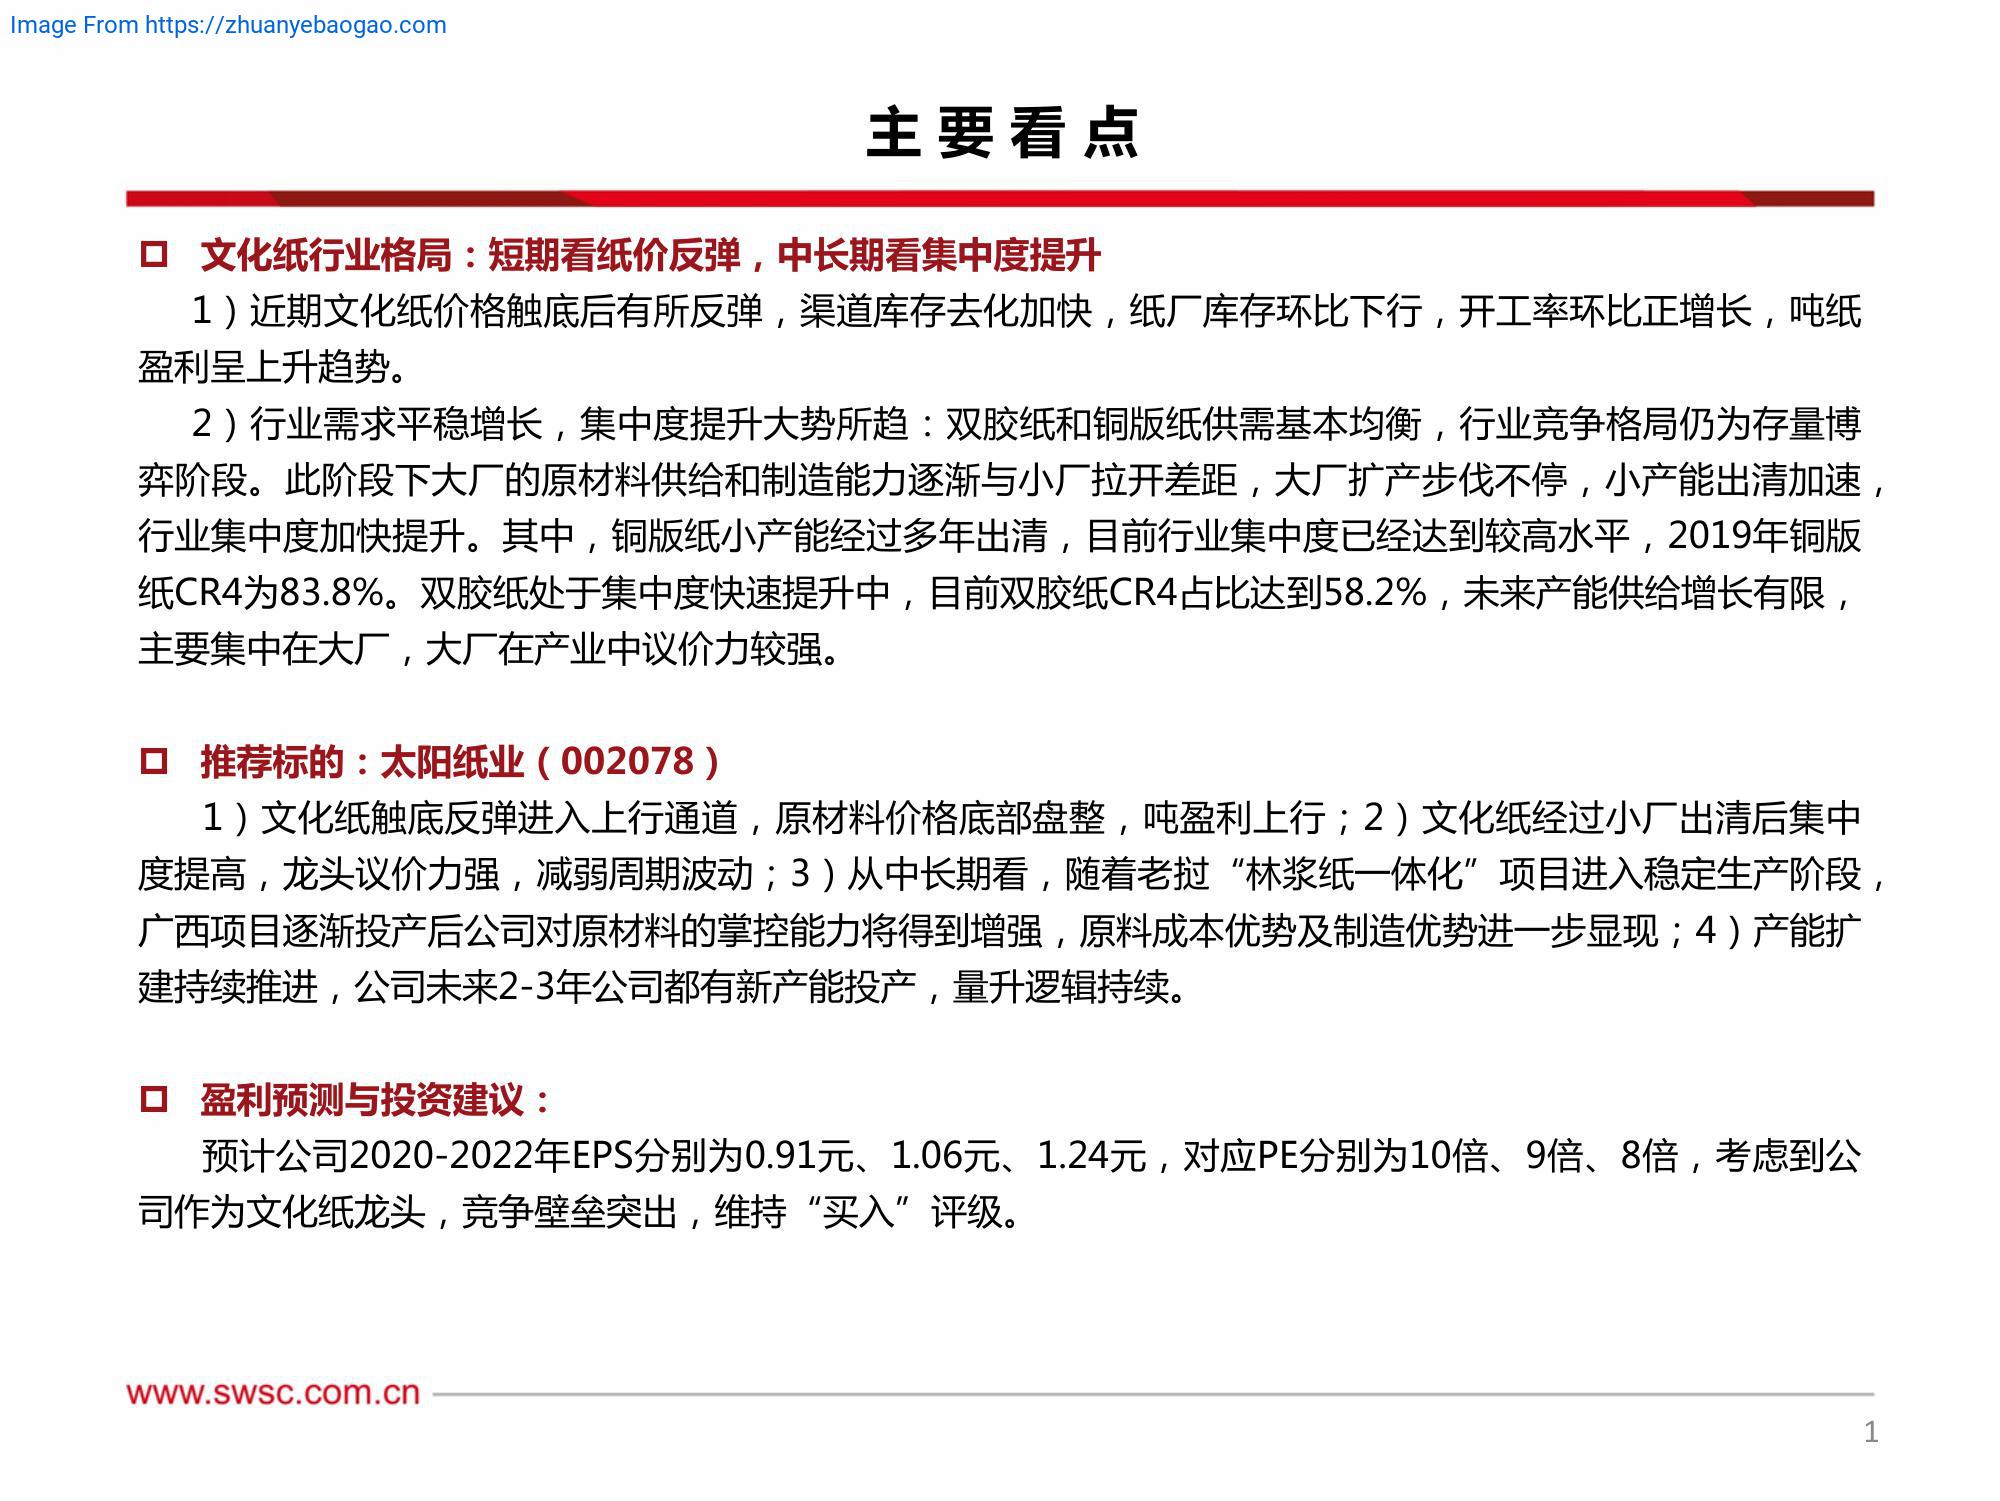 Image From https://zhuanyebaogao.com
主要看点
文化纸行业格局：短期看纸价反弹，中长期看集中度提升
1）近期文化纸价格触底后有所反弹，渠道库存去化加快，纸厂库存环比下行，开工率环比正增长，吨纸
盈利呈上升趋势。
2）行业需求平稳增长，集中度提升大势所趋：双胶纸和铜版纸供需基本均衡，行业竞争格局仍为存量博
弈阶段。此阶段下大厂的原材料供给和制造能力逐渐与小厂拉开差距，大厂扩产步伐不停，小产能出清加速，
行业集中度加快提升。其中，铜版纸小产能经过多年出清，目前行业集中度已经达到较高水平，2019年铜版
纸CR4为83.8%。双胶纸处于集中度快速提升中，目前双胶纸CR4占比达到58.2%，未来产能供给增长有限，
主要集中在大厂，大厂在产业中议价力较强。
推荐标的：太阳纸业（002078）
1）文化纸触底反弹进入上行通道，原材料价格底部盘整，吨盈利上行；2）文化纸经过小厂出清后集中
度提高，龙头议价力强，减弱周期波动；3）从中长期看，随着老挝“林浆纸一体化”项目进入稳定生产阶段，
广西项目逐渐投产后公司对原材料的掌控能力将得到增强，原料成本优势及制造优势进一步显现；4）产能扩
建持续推进，公司未来2-3年公司都有新产能投产，量升逻辑持续。
盈利预测与投资建议：
预计公司2020-2022年EPS分别为0.91元、1.06元、1.24元，对应PE分别为10倍、9倍、8倍，考虑到公
司作为文化纸龙头，竞争壁垒突出，维持“买入”评级。
www.swsc.com.cn
1